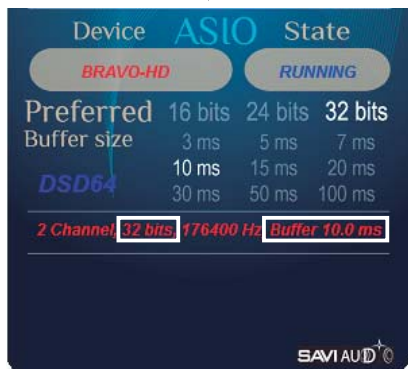 Device ASIO State
BRAVO-HD RUNNING
Preferred 16 bits 24 bits 32 bits
Buffer size 3 ms 5 ms 7 ms
10 ms 15 ms 20 ms
DSD64
30 ms 50 ms 100 ms
2 Channel, 32 bits, 176400 Hz Buffer 10.0 ms
SAVI AUDIO